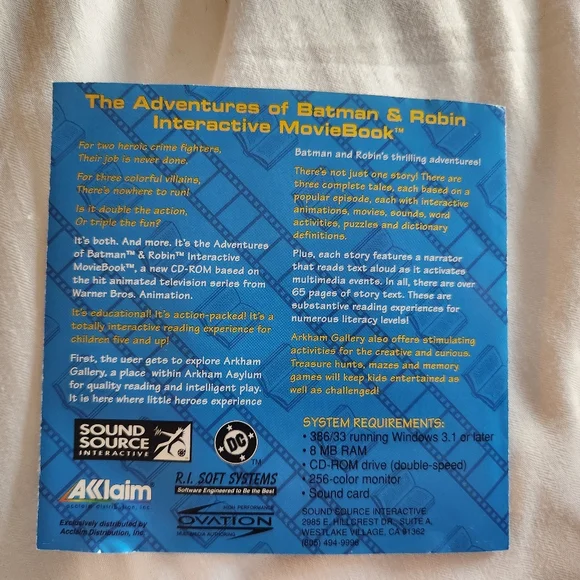 The Adventures of Batman & Robin
Interactive MovieBook™
For two heroic crime fighters,
Their job is never done.
For three colorful villains,
There's nowhere to run!
Is it double the action,
Or triple the fun?
It's both. And more. It's the Adventures
of Batman™ & Robin™ Interactive
MovieBook™, a new CD-ROM based on
the hit animated television series from
Warner Bros. Animation.
It's educational! It's action-packed! It's a
totally interactive reading experience for
children five and up!
First, the user gets to explore Arkham
Gallery, a place within Arkham Asylum
for quality reading and intelligent play.
It is here where little heroes experience
Batman and Robin's thrilling adventures!
There's not just one story! There are
three complete tales, each based on a
popular episode, each with interactive
animations, movies, sounds, word
activities, puzzles and dictionary
definitions.
Plus, each story features a narrator
that reads text aloud as it activates
multimedia events. In all, there are over
65 pages of story text. These are
substantive reading experiences for
numerous literacy levels!
Arkham Gallery also offers stimulating
activities for the creative and curious.
Treasure hunts, mazes and memory
games will keep kids entertained as
well as challenged!
SOUND
SOURCE
INTERACTIVE
DC
™
AKklaim
distribution, inc.
Exclusively distributed by
Acclaim Distribution, Inc
R.I. SOFT SYSTEMS
Software Engineered to Be the Best
HIGH PERFORMANCE
OVATION
MULTIMEDIA AUTHORING
SYSTEM REQUIREMENTS:
• 386/33 running Windows 3.1 or later
• 8 MB RAM
• CD-ROM drive (double-speed)
• 256-color monitor
• Sound card
SOUND SOURCE INTERACTIVE
2985 E. HILLCREST DR., SUITE A,
WESTLAKE VILLAGE, CA 91362
(805) 494-9996